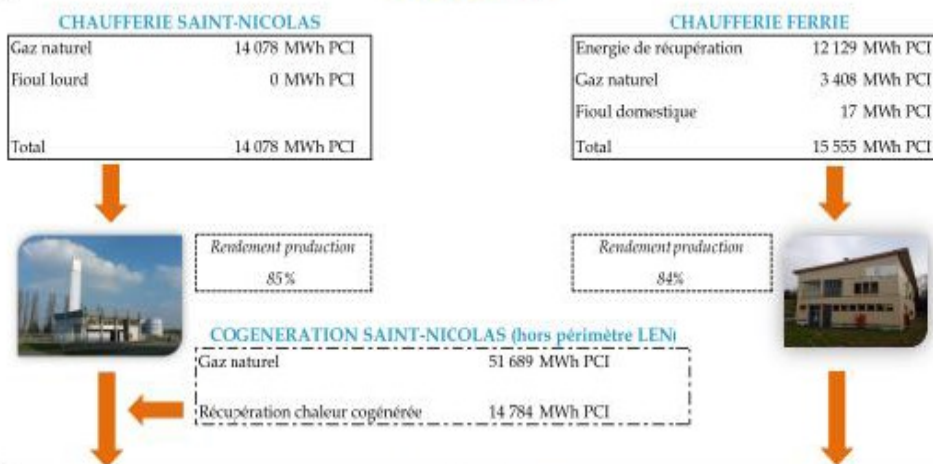 CHAUFFERIE SAINT-NICOLAS
Gaz naturel 14 078 MWh PCI
Fioul lourd 0 MWh PCI
Total 14 078 MWh PCI
CHAUFFERIE FERRIE
Energie de récupération 12 129 MWh PCI
Gaz naturel 3 408 MWh PCI
Fioul domestique 17 MWh PCI
Total 15 555 MWh PCI
Rendement production
85%
Rendement production
84%
COGENERATION SAINT-NICOLAS (hors périmètre LEN)
Gaz naturel 51 689 MWh PCI
Récupération chaleur cogénérée 14 784 MWh PCI